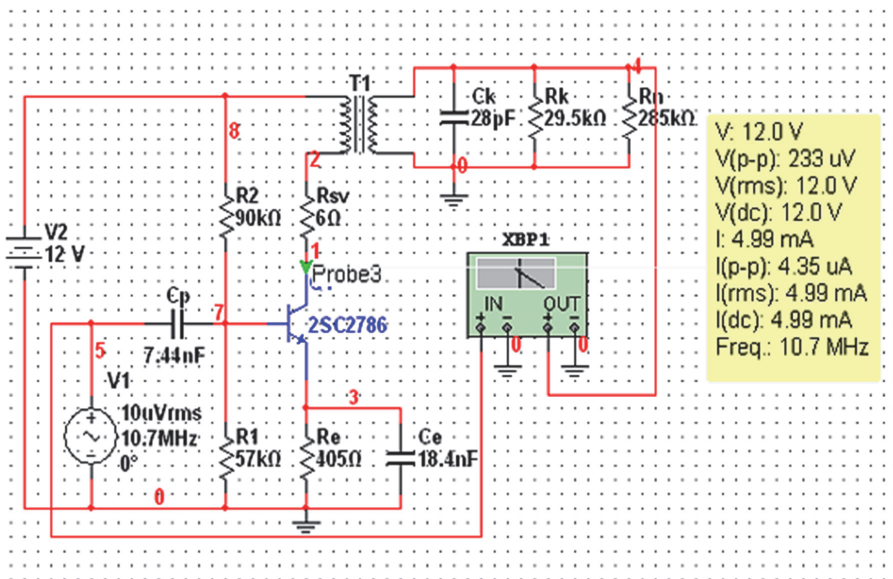 T1
4
Ck
28pF
Rk
29.5kΩ
Rn
285kΩ
8
2
0
R2
90kΩ
Rsv
6Ω
V2
12 V
1
Probe3
XBP1
IN
OUT
+
-
+
-
0
0
Cp
7
7.44nF
2SC2786
5
V1
+
-
10uVrms
10.7MHz
0°
3
R1
57kΩ
Re
405Ω
Ce
18.4nF
0
V: 12.0 V
V(p-p): 233 uV
V(rms): 12.0 V
V(dc): 12.0 V
I: 4.99 mA
I(p-p): 4.35 uA
I(rms): 4.99 mA
I(dc): 4.99 mA
Freq.: 10.7 MHz